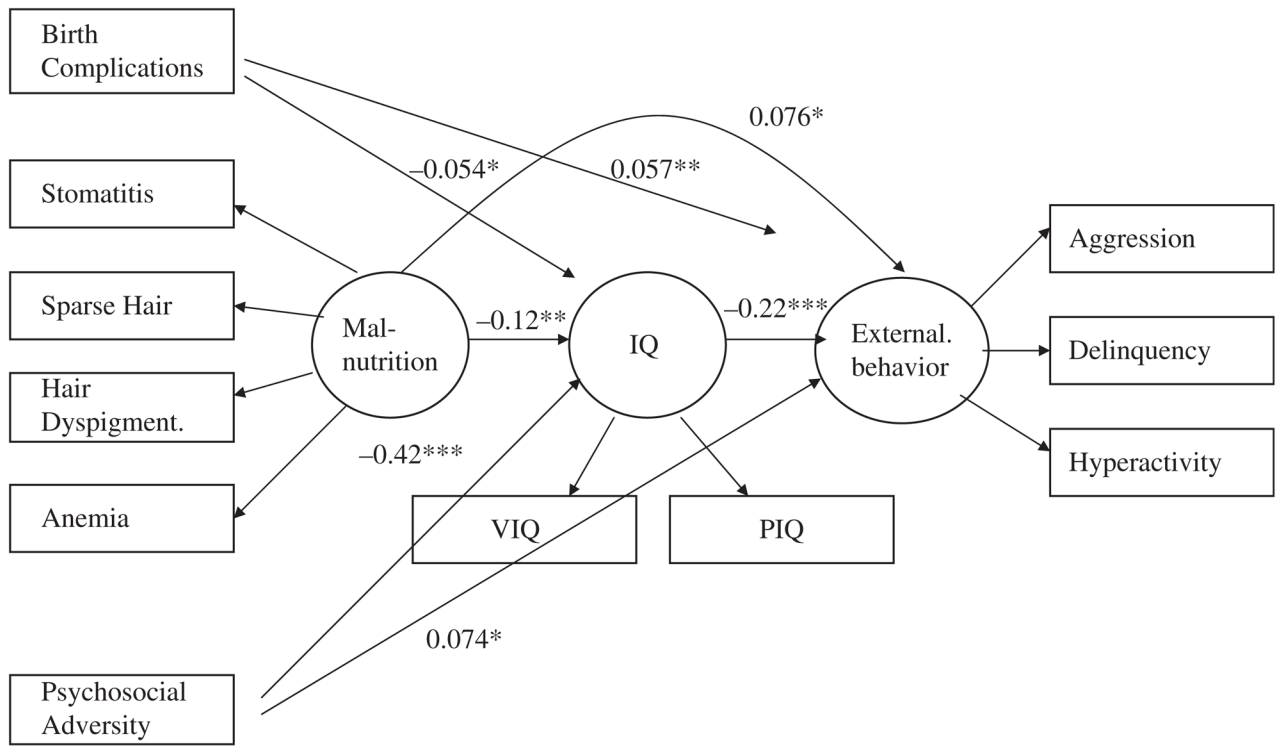 Birth
Complications
0.076*
–0.054*
0.057**
Stomatitis
Aggression
Sparse Hair
–0.12**
–0.22***
Mal-
nutrition
IQ
External.
behavior
Delinquency
Hair
Dyspigment.
–0.42***
Hyperactivity
Anemia
VIQ
PIQ
0.074*
Psychosocial
Adversity